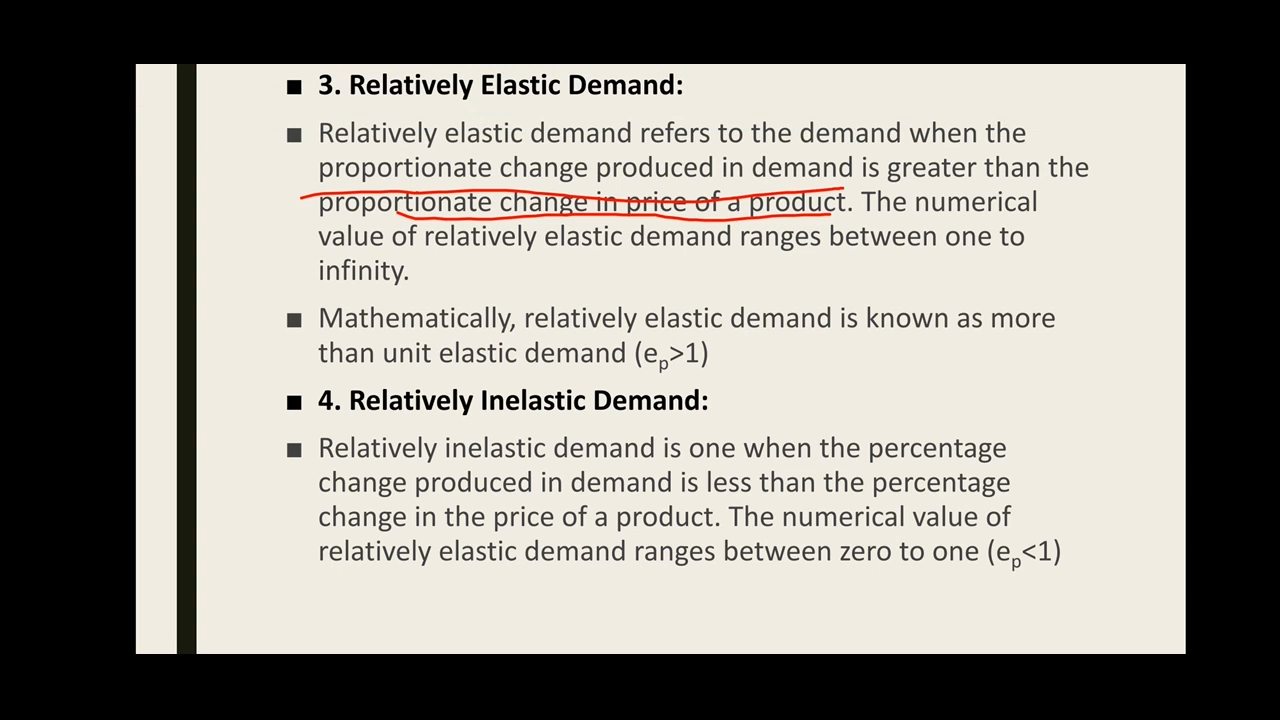 ■ 3. Relatively Elastic Demand:
■ Relatively elastic demand refers to the demand when the
proportionate change produced in demand is greater than the
proportionate change in price of a product. The numerical
value of relatively elastic demand ranges between one to
infinity.
■ Mathematically, relatively elastic demand is known as more
than unit elastic demand (eₚ>1)
■ 4. Relatively Inelastic Demand:
■ Relatively inelastic demand is one when the percentage
change produced in demand is less than the percentage
change in the price of a product. The numerical value of
relatively elastic demand ranges between zero to one (eₚ<1)